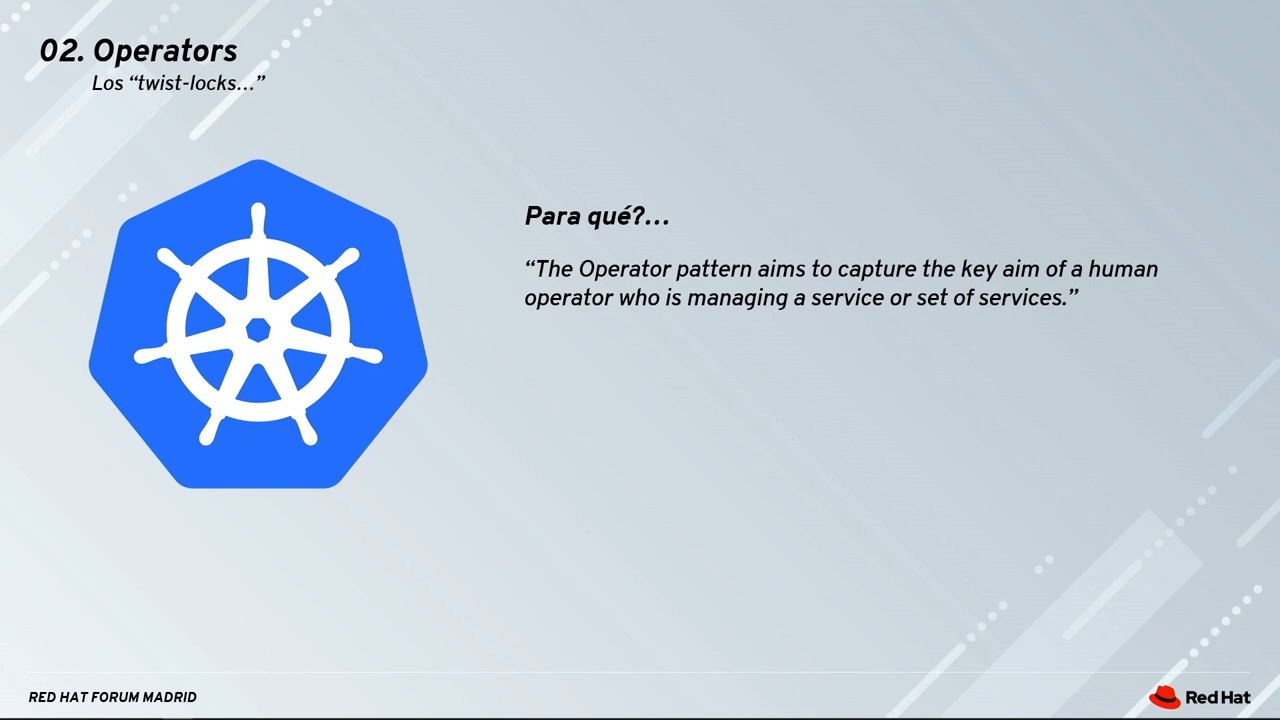 02. Operators
Los “twist-locks...”
Para qué?...
“The Operator pattern aims to capture the key aim of a human
operator who is managing a service or set of services.”
RED HAT FORUM MADRID
Red Hat